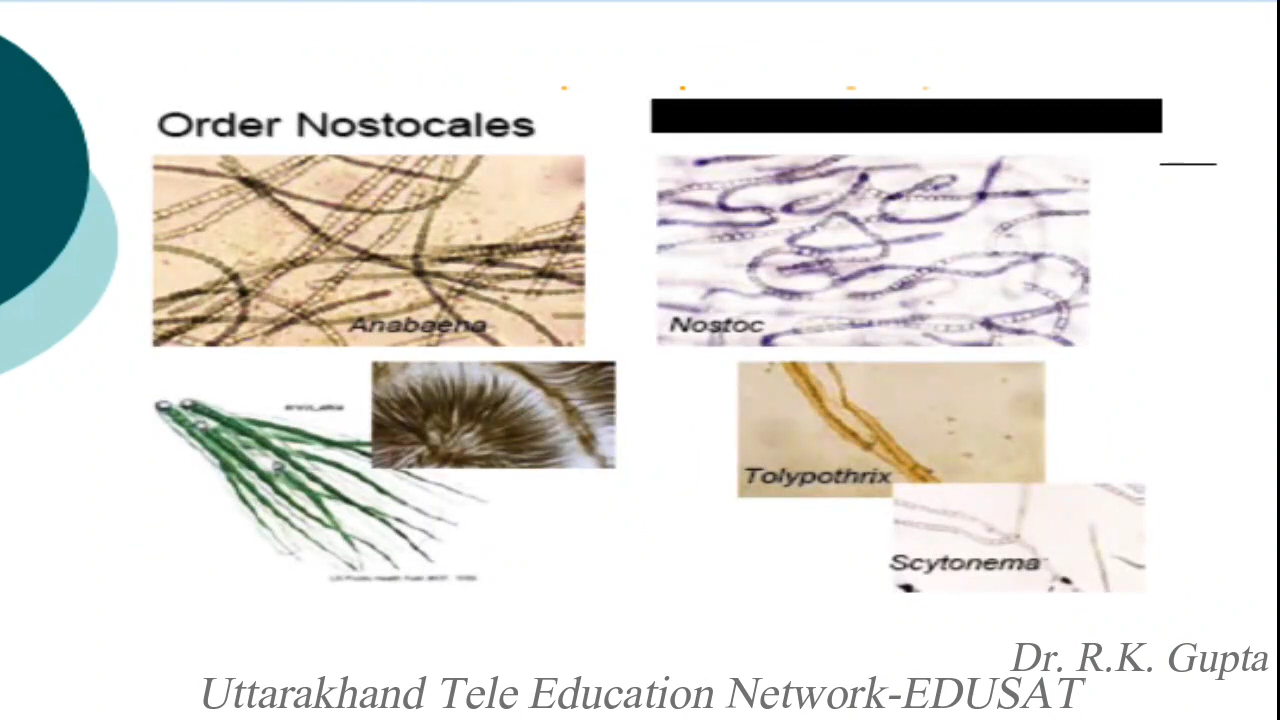 Order Nostocales
Anabaena
Nostoc
Tolypothrix
Scytonema
Dr. R.K. Gupta
Uttarakhand Tele Education Network-EDUSAT